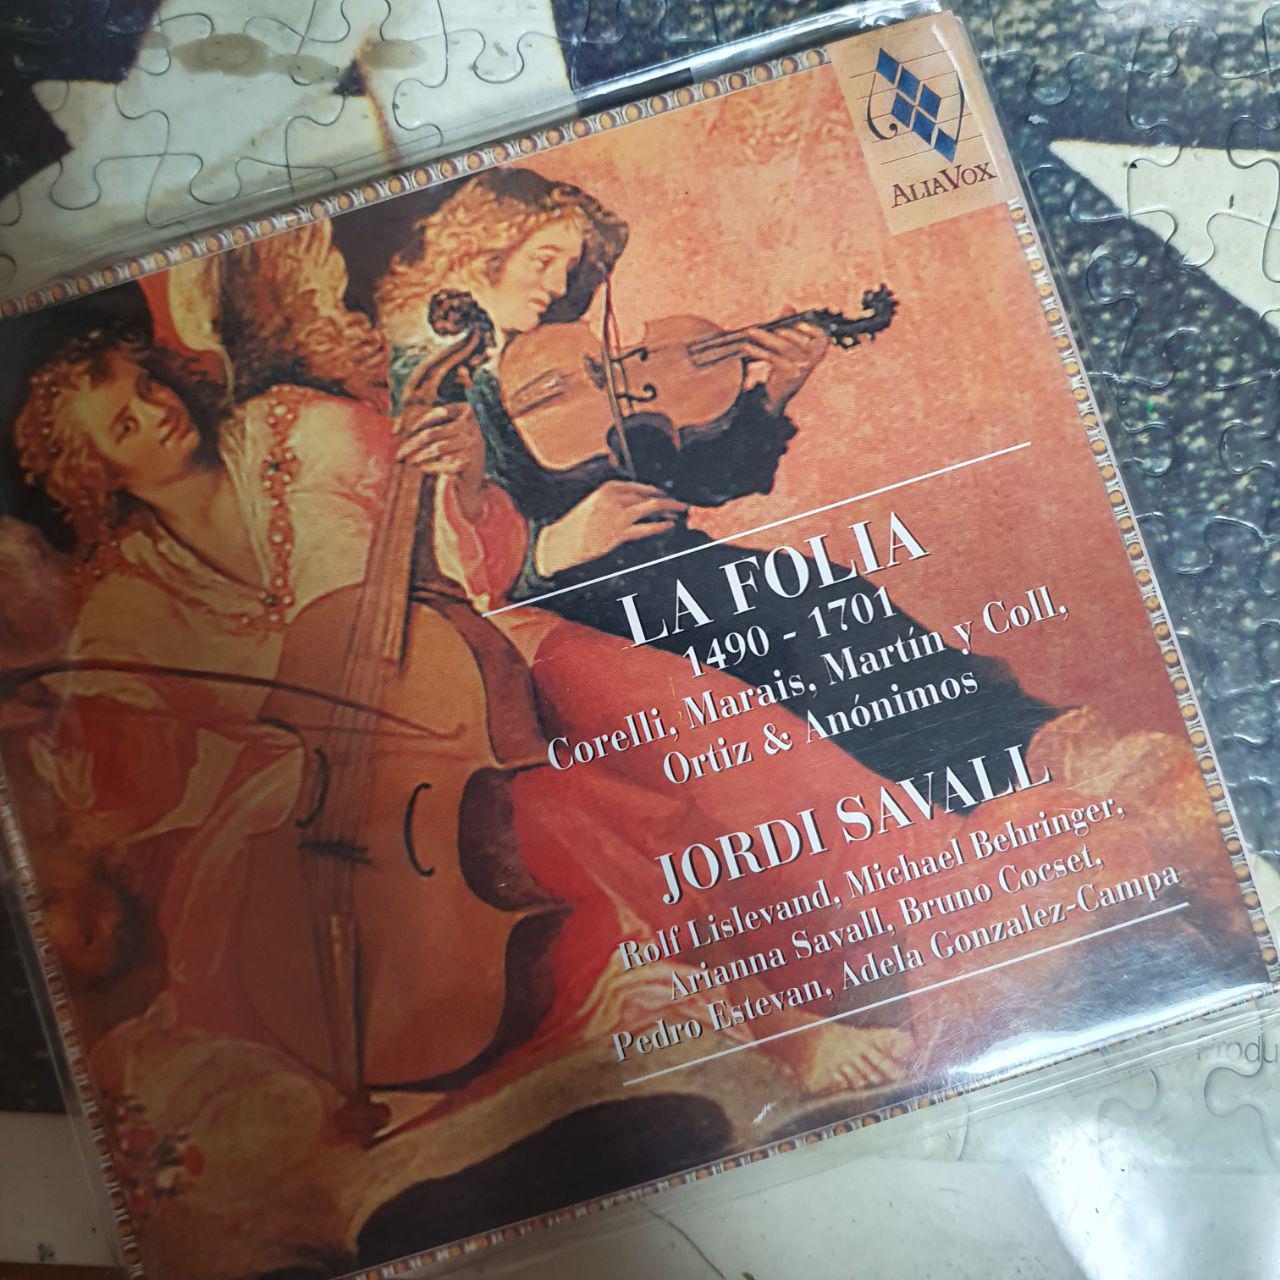 ALIAVOX
LA FOLIA
1490 - 1701
Corelli, Marais, Martín y Coll,
Ortiz & Anónimos
JORDI SAVALL
Rolf Lislevand, Michael Behringer,
Arianna Savall, Bruno Cocset,
Pedro Estevan, Adela Gonzalez-Campa